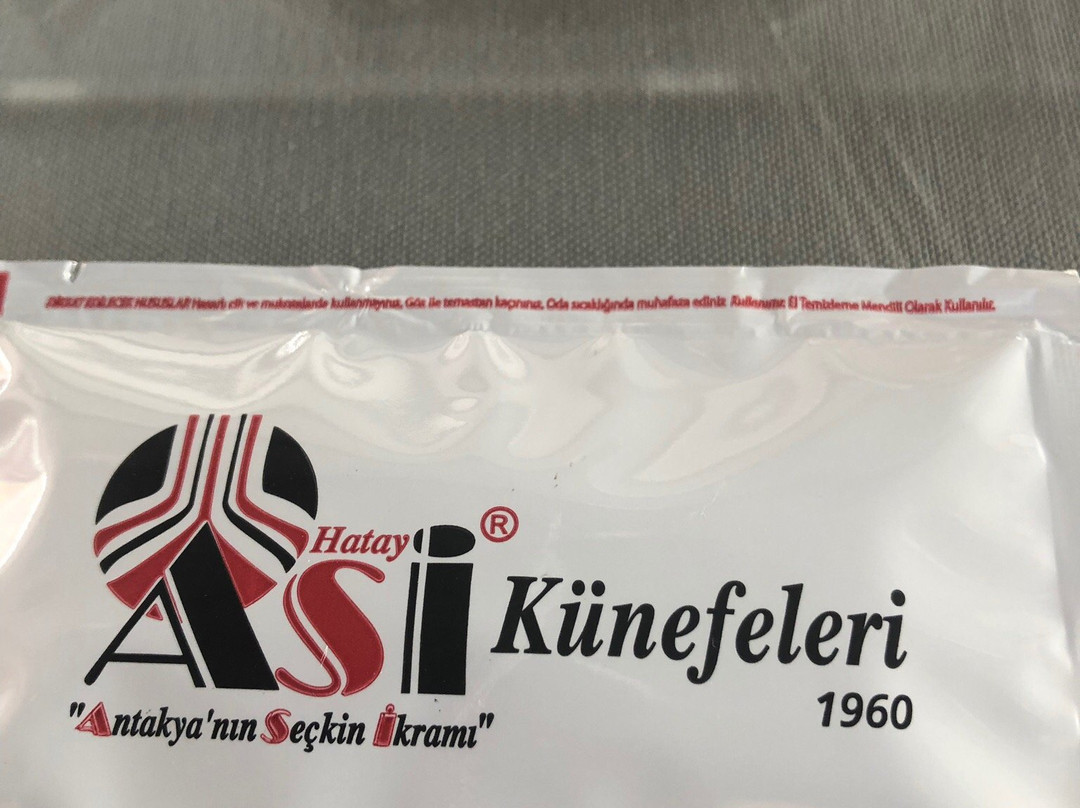 DİKKAT EDİLECEK HUSUSLAR Hasarlı cilt ve mukozalarda kullanmayınız, Göz ile temastan kaçınınız, Oda sıcaklığında muhafaza ediniz Kullanımı: El Temizleme Mendili Olarak Kullanılır.
Hatay
ASİ ® Künefeleri
1960
"Antakya'nın Seçkin İkramı"